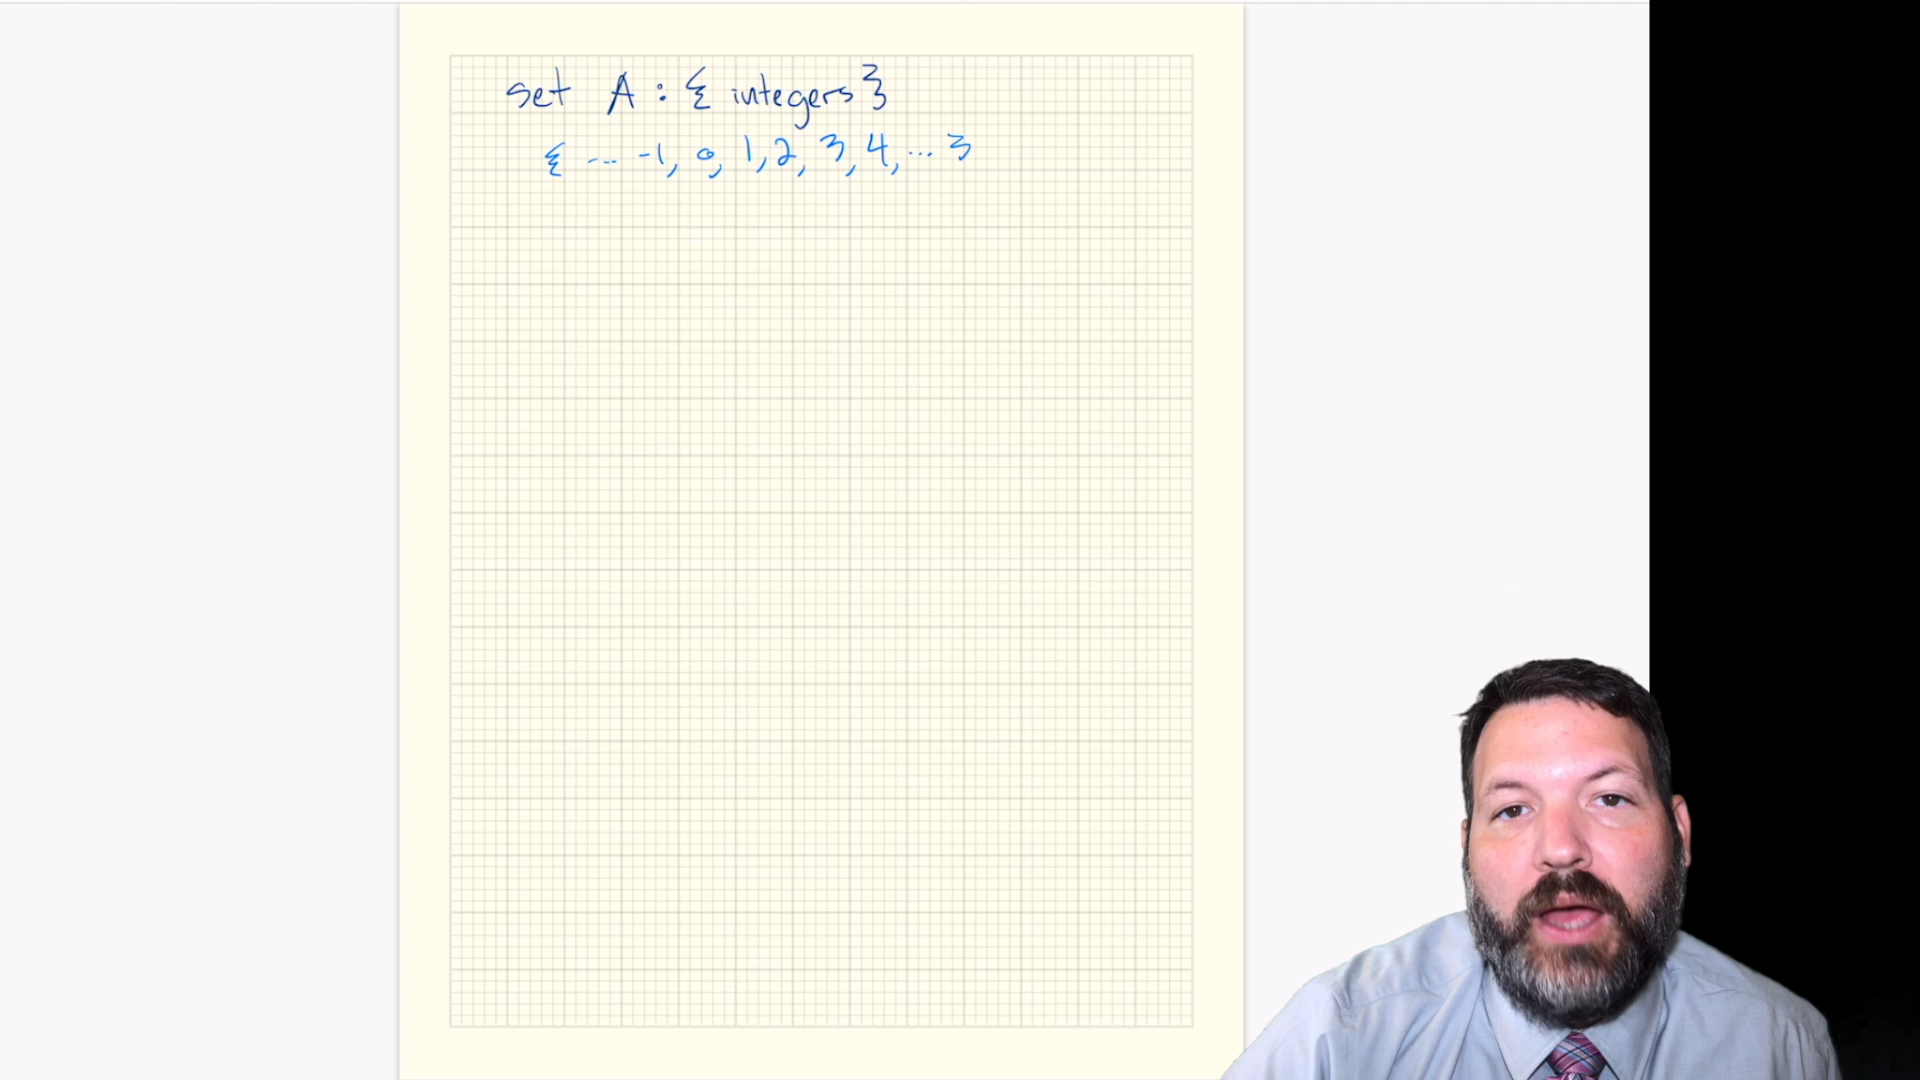 set A : { integers }
{ ... -1, 0, 1, 2, 3, 4, ... }